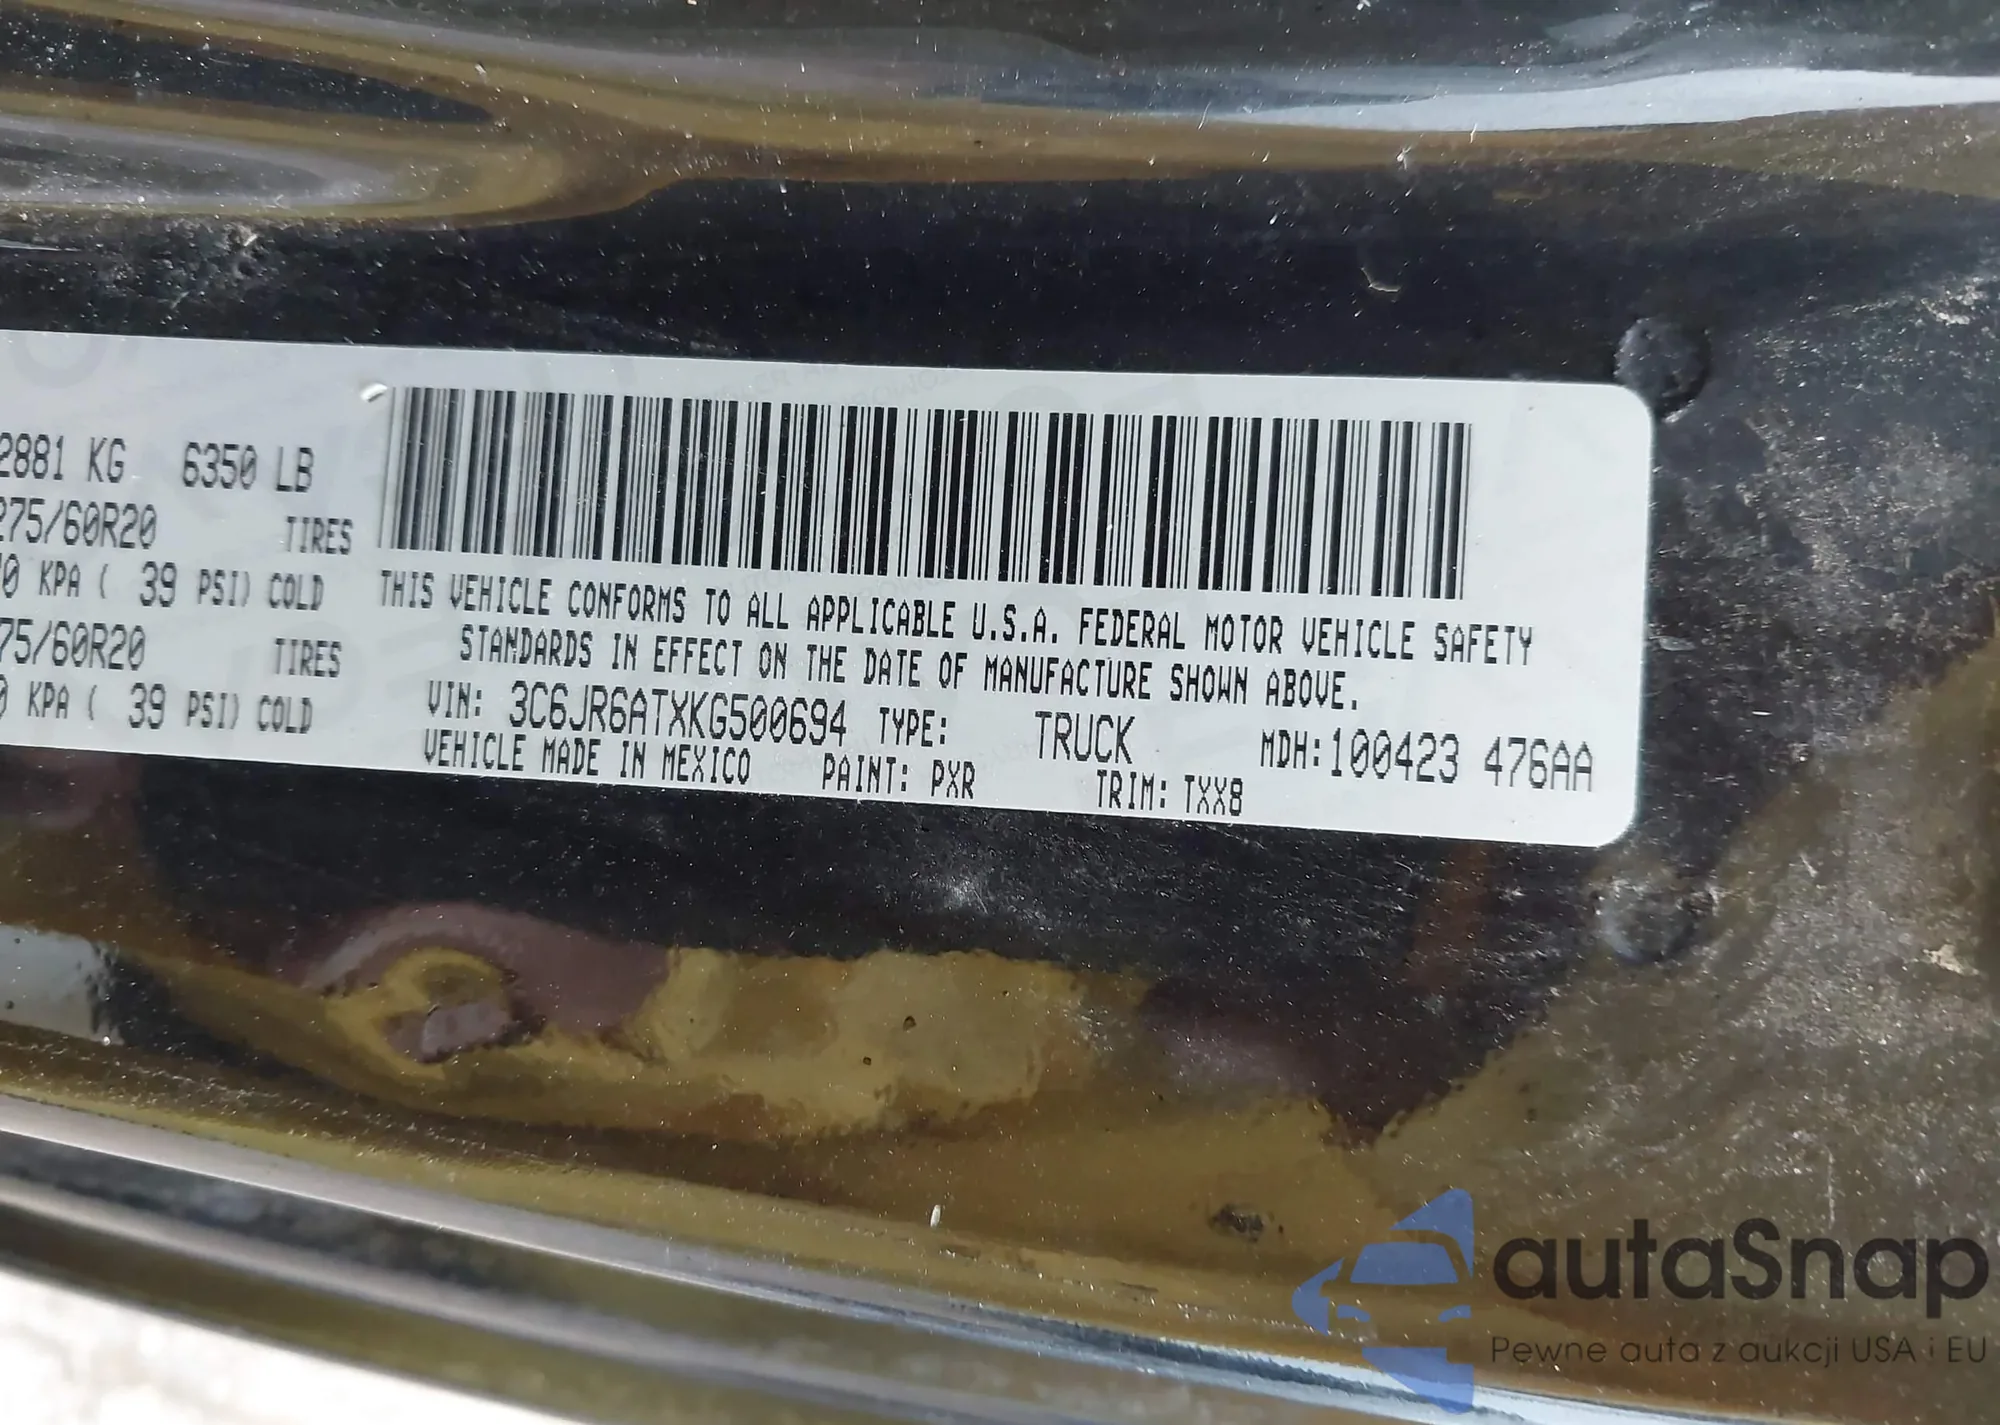 2881 KG 6350 LB
275/60R20 TIRES
0 KPA ( 39 PSI) COLD
75/60R20 TIRES
0 KPA ( 39 PSI) COLD
THIS VEHICLE CONFORMS TO ALL APPLICABLE U.S.A. FEDERAL MOTOR VEHICLE SAFETY
STANDARDS IN EFFECT ON THE DATE OF MANUFACTURE SHOWN ABOVE.
VIN: 3C6JR6ATXKG500694 TYPE: TRUCK MDH:100423 476AA
VEHICLE MADE IN MEXICO PAINT: PXR TRIM: TXX8
autaSnap
Pewne auta z aukcji USA i EU